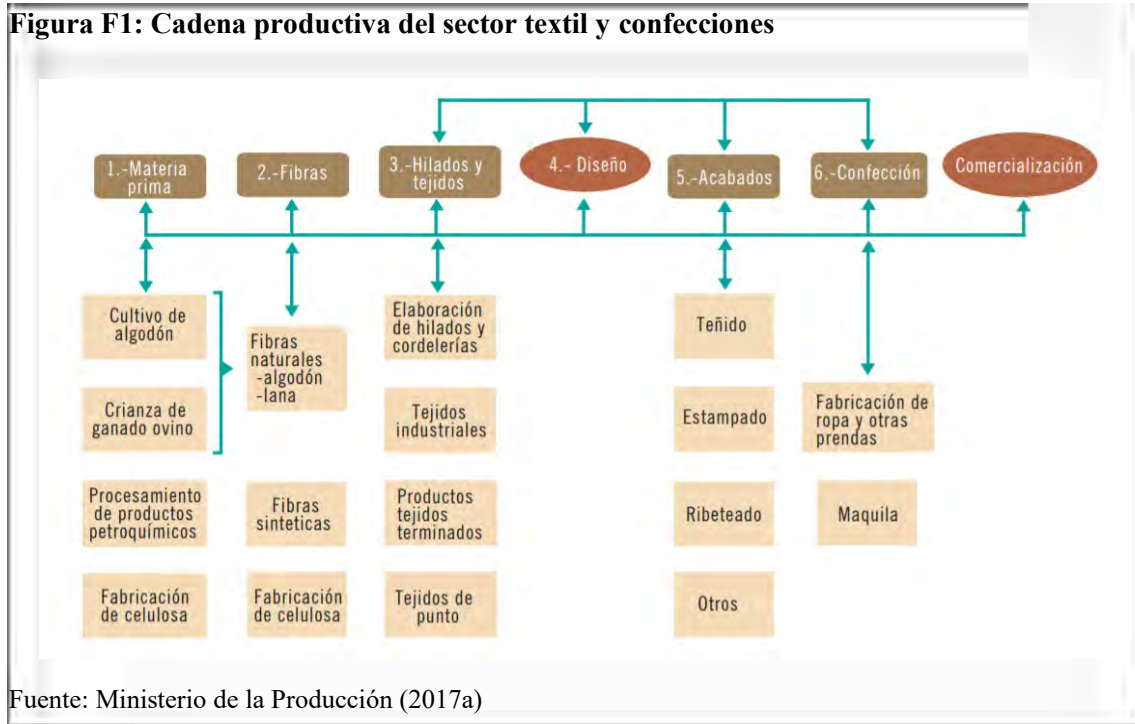 Figura F1: Cadena productiva del sector textil y confecciones
1.-Materia
prima
2.-Fibras
3.-Hilados y
tejidos
4.- Diseño
5.-Acabados
6.-Confección
Comercialización
Cultivo de
algodón
Crianza de
ganado ovino
Procesamiento
de productos
petroquímicos
Fabricación
de celulosa
Fibras
naturales
-algodón
-lana
Fibras
sinteticas
Fabricación
de celulosa
Elaboración
de hilados y
cordelerías
Tejidos
industriales
Productos
tejidos
terminados
Tejidos de
punto
Teñido
Estampado
Ribeteado
Otros
Fabricación de
ropa y otras
prendas
Maquila
Fuente: Ministerio de la Producción (2017a)